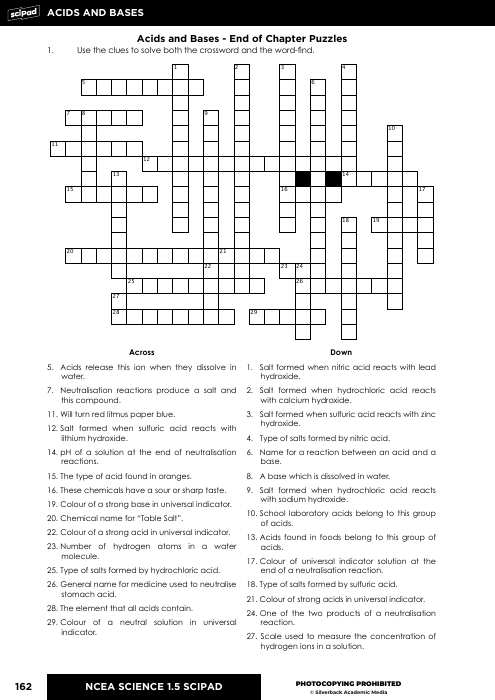 scipad ACIDS AND BASES
Acids and Bases - End of Chapter Puzzles
1. Use the clues to solve both the crossword and the word-find.
1 2 3 4
5 6
7 8 9
10
11
12
13 14
15 16 17
18 19
20 21
22 23 24
25 26
27
28 29
Across
5. Acids release this ion when they dissolve in
water.
7. Neutralisation reactions produce a salt and
this compound.
11. Will turn red litmus paper blue.
12. Salt formed when sulfuric acid reacts with
lithium hydroxide.
14. pH of a solution at the end of neutralisation
reactions.
15. The type of acid found in oranges.
16. These chemicals have a sour or sharp taste.
19. Colour of a strong base in universal indicator.
20. Chemical name for "Table Salt".
22. Colour of a strong acid in universal indicator.
23. Number of hydrogen atoms in a water
molecule.
25. Type of salts formed by hydrochloric acid.
26. General name for medicine used to neutralise
stomach acid.
28. The element that all acids contain.
29. Colour of a neutral solution in universal
indicator.
Down
1. Salt formed when nitric acid reacts with lead
hydroxide.
2. Salt formed when hydrochloric acid reacts
with calcium hydroxide.
3. Salt formed when sulfuric acid reacts with zinc
hydroxide.
4. Type of salts formed by nitric acid.
6. Name for a reaction between an acid and a
base.
8. A base which is dissolved in water.
9. Salt formed when hydrochloric acid reacts
with sodium hydroxide.
10. School laboratory acids belong to this group
of acids.
13. Acids found in foods belong to this group of
acids.
17. Colour of universal indicator solution at the
end of a neutralisation reaction.
18. Type of salts formed by sulfuric acid.
21. Colour of strong acids in universal indicator.
24. One of the two products of a neutralisation
reaction.
27. Scale used to measure the concentration of
hydrogen ions in a solution.
162 NCEA SCIENCE 1.5 SCIPAD
PHOTOCOPYING PROHIBITED
© Silverback Academic Media